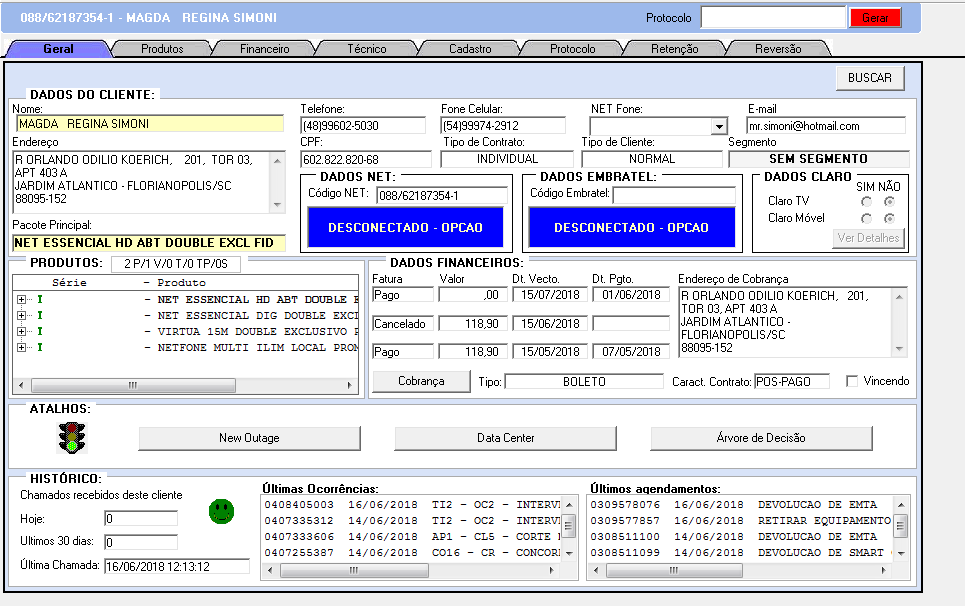 088/62187354-1 - MAGDA   REGINA SIMONI
Protocolo
Gerar
Geral
Produtos
Financeiro
Técnico
Cadastro
Protocolo
Retenção
Reversão
BUSCAR
DADOS DO CLIENTE:
Nome:
MAGDA   REGINA SIMONI
Telefone:
(48)99602-5030
Fone Celular:
(54)99974-2912
NET Fone:
E-mail
mr.simoni@hotmail.com
Endereço
R ORLANDO ODILIO KOERICH,   201,  TOR 03,
APT 403 A
JARDIM ATLANTICO - FLORIANOPOLIS/SC
88095-152
CPF:
602.822.820-68
Tipo de Contrato:
INDIVIDUAL
Tipo de Cliente:
NORMAL
Segmento
SEM SEGMENTO
DADOS NET:
Código NET:
088/62187354-1
DESCONECTADO - OPCAO
DADOS EMBRATEL:
Código Embratel:
DESCONECTADO - OPCAO
DADOS CLARO
SIM NÃO
Claro TV
Claro Móvel
Ver Detalhes
Pacote Principal:
NET ESSENCIAL HD ABT DOUBLE EXCL FID
PRODUTOS:
2 P/1 V/0 T/0 TP/0S
Série - Produto
I - NET ESSENCIAL HD ABT DOUBLE E
I - NET ESSENCIAL DIG DOUBLE EXCI
I - VIRTUA 15M DOUBLE EXCLUSIVO F
I - NETFONE MULTI ILIM LOCAL PROM
DADOS FINANCEIROS:
Fatura Valor Dt. Vecto. Dt. Pgto.
Pago ,00 15/07/2018 01/06/2018
Cancelado 118,90 15/06/2018
Pago 118,90 15/05/2018 07/05/2018
Endereço de Cobrança
R ORLANDO ODILIO KOERICH,   201,
TOR 03, APT 403 A
JARDIM ATLANTICO -
FLORIANOPOLIS/SC
88095-152
Cobrança
Tipo:
BOLETO
Caract. Contrato:
POS-PAGO
Vincendo
ATALHOS:
New Outage
Data Center
Árvore de Decisão
HISTÓRICO:
Chamados recebidos deste cliente
Hoje:
0
Ultimos 30 dias:
0
Última Chamada:
16/06/2018 12:13:12
Últimas Ocorrências:
0408405003  16/06/2018  TI2 - OC2 - INTERVI
0407335312  14/06/2018  TI2 - OC2 - INTERVI
0407333606  14/06/2018  AP1 - CL5 - CORTE
0407255387  14/06/2018  CO16 - CR - CONCORI
Últimos agendamentos:
0309578076  16/06/2018  DEVOLUCAO DE EMTA
0309577857  16/06/2018  RETIRAR EQUIPAMENTO
0308511100  14/06/2018  DEVOLUCAO DE EMTA
0308511099  14/06/2018  DEVOLUCAO DE SMART